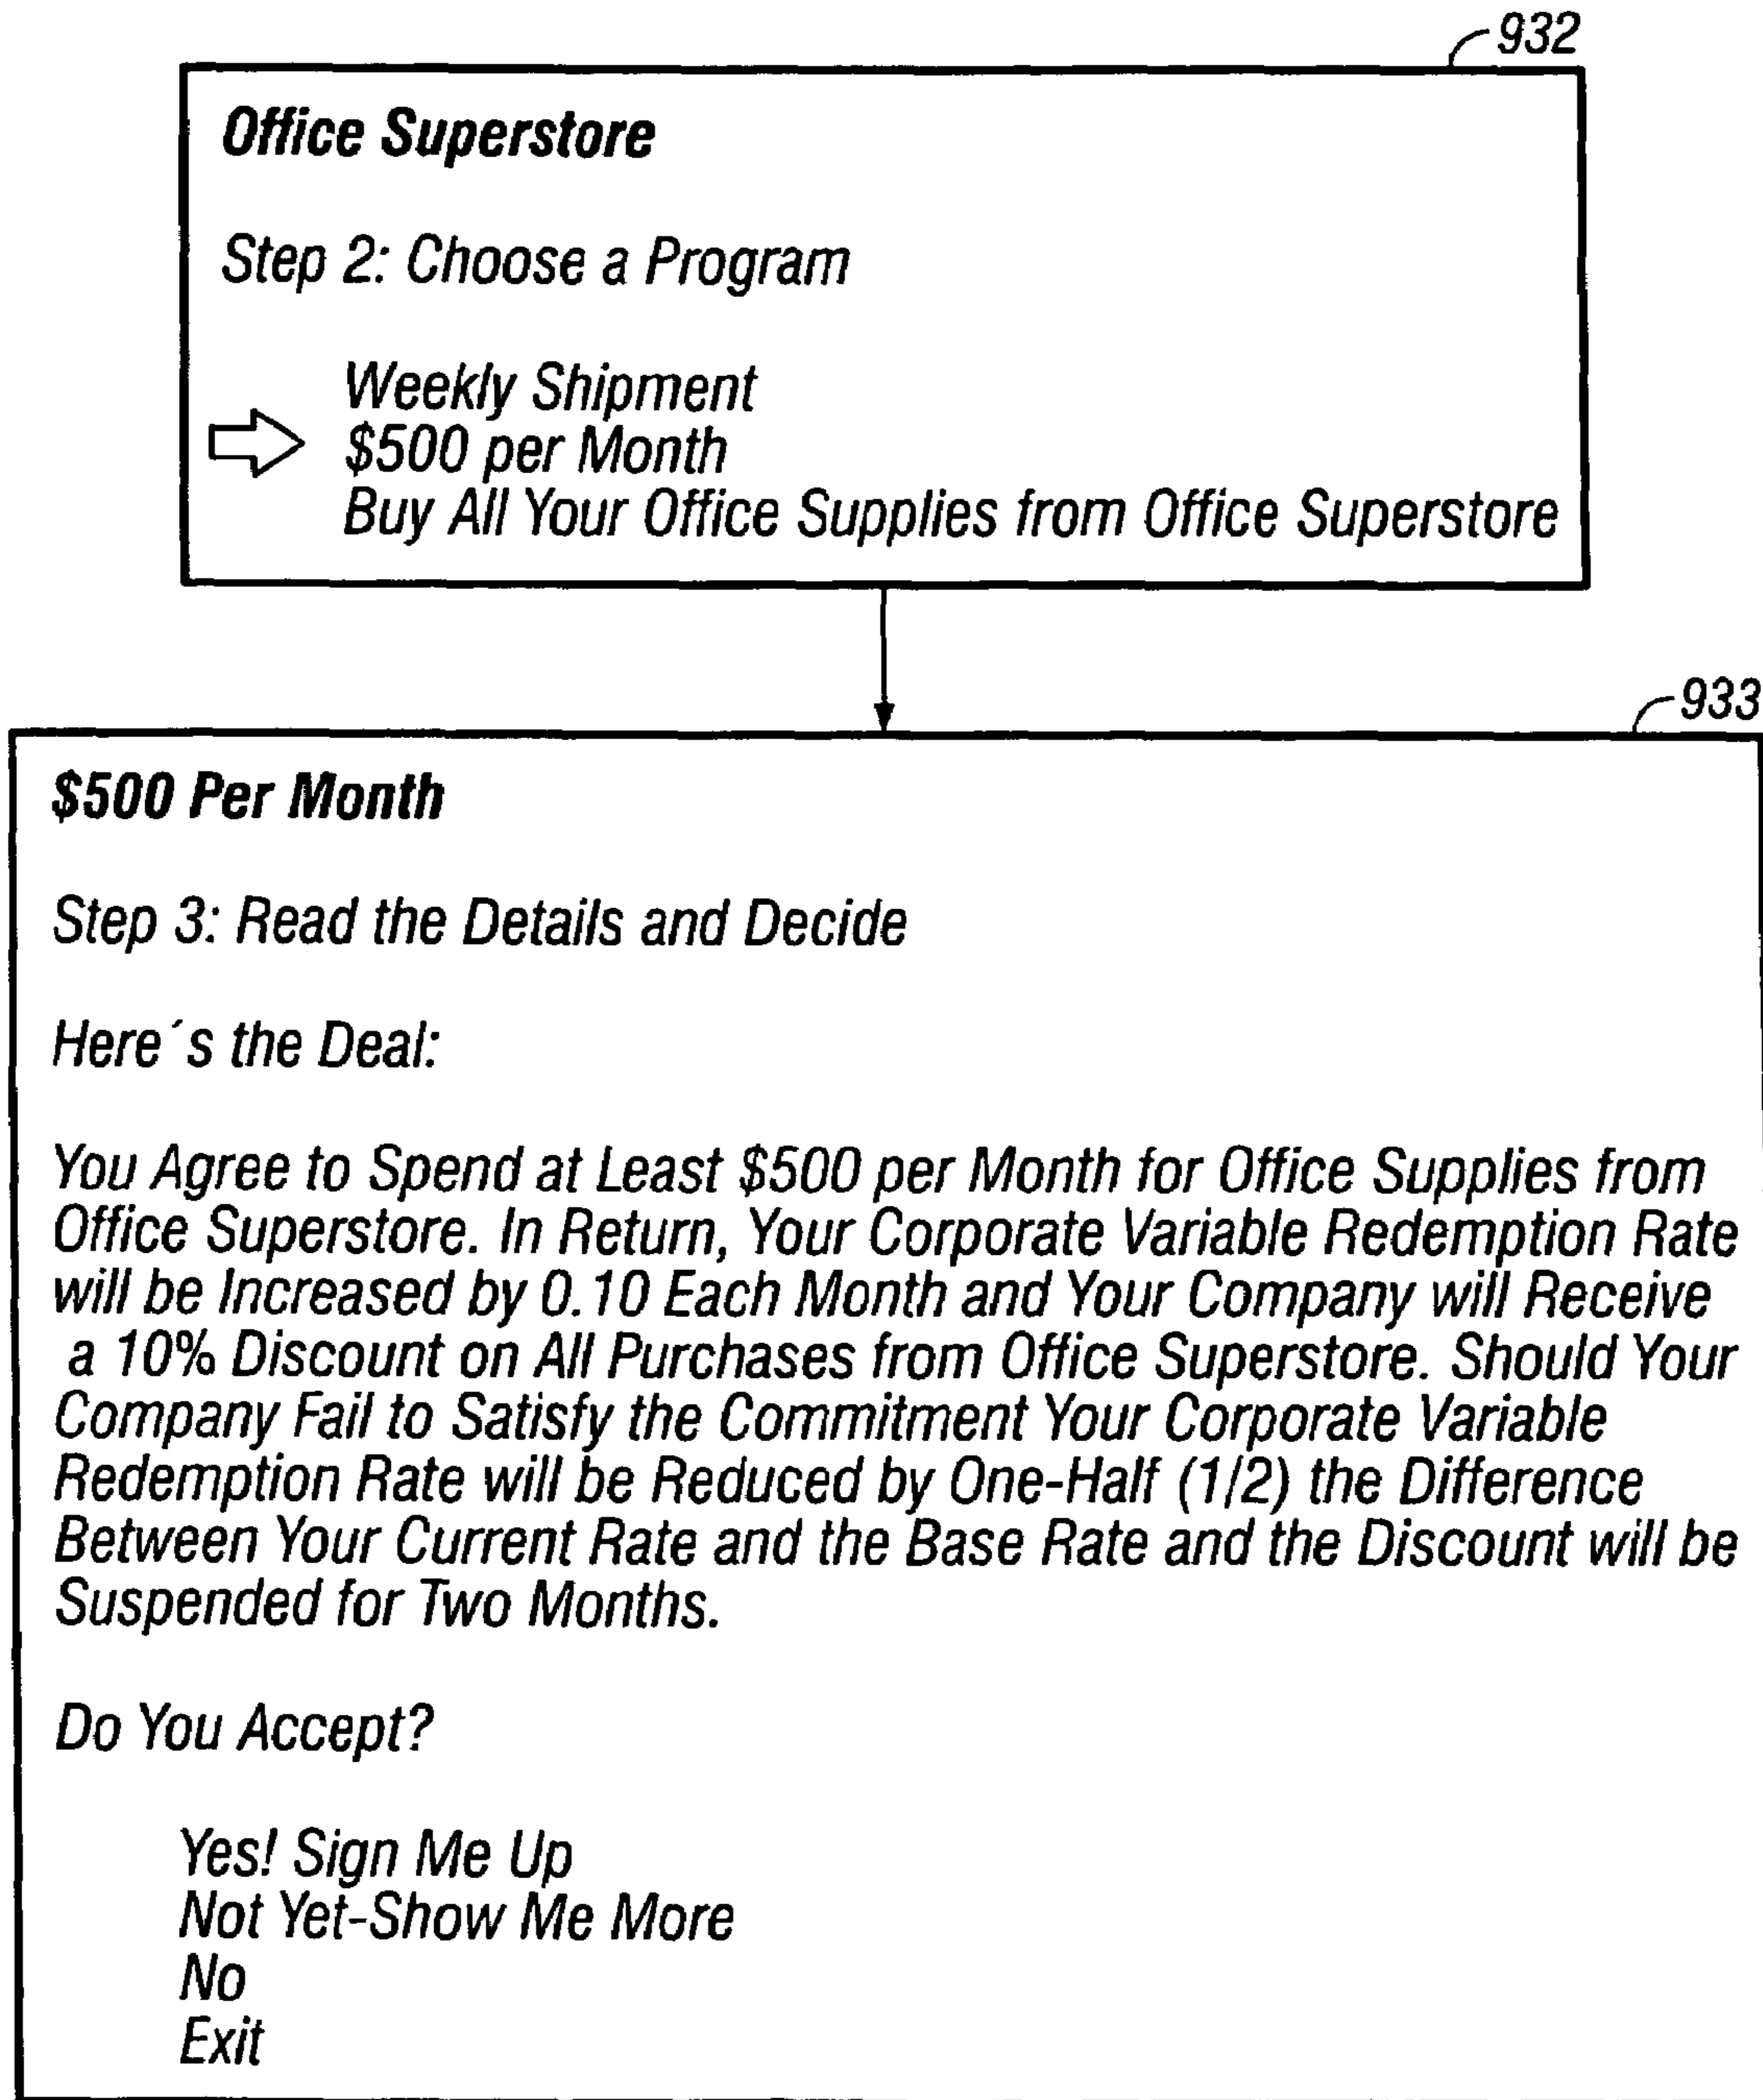 932
Office Superstore
Step 2: Choose a Program
Weekly Shipment
$500 per Month
Buy All Your Office Supplies from Office Superstore
933
$500 Per Month
Step 3: Read the Details and Decide
Here´s the Deal:
You Agree to Spend at Least $500 per Month for Office Supplies from
Office Superstore. In Return, Your Corporate Variable Redemption Rate
will be Increased by 0.10 Each Month and Your Company will Receive
a 10% Discount on All Purchases from Office Superstore. Should Your
Company Fail to Satisfy the Commitment Your Corporate Variable
Redemption Rate will be Reduced by One-Half (1/2) the Difference
Between Your Current Rate and the Base Rate and the Discount will be
Suspended for Two Months.
Do You Accept?
Yes! Sign Me Up
Not Yet-Show Me More
No
Exit